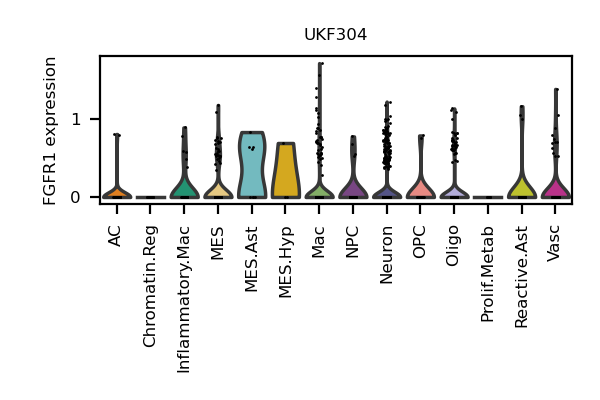 UKF304
FGFR1 expression
1
0
AC
Chromatin.Reg
Inflammatory.Mac
MES
MES.Ast
MES.Hyp
Mac
NPC
Neuron
OPC
Oligo
Prolif.Metab
Reactive.Ast
Vasc